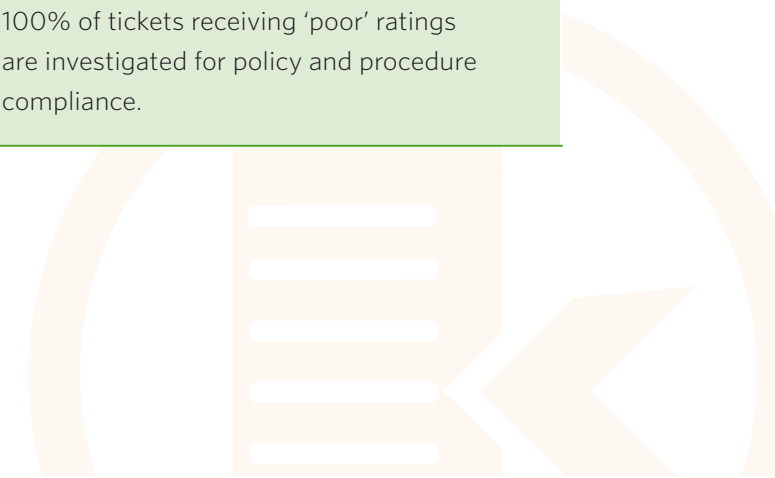 100% of tickets receiving ‘poor’ ratings
are investigated for policy and procedure
compliance.